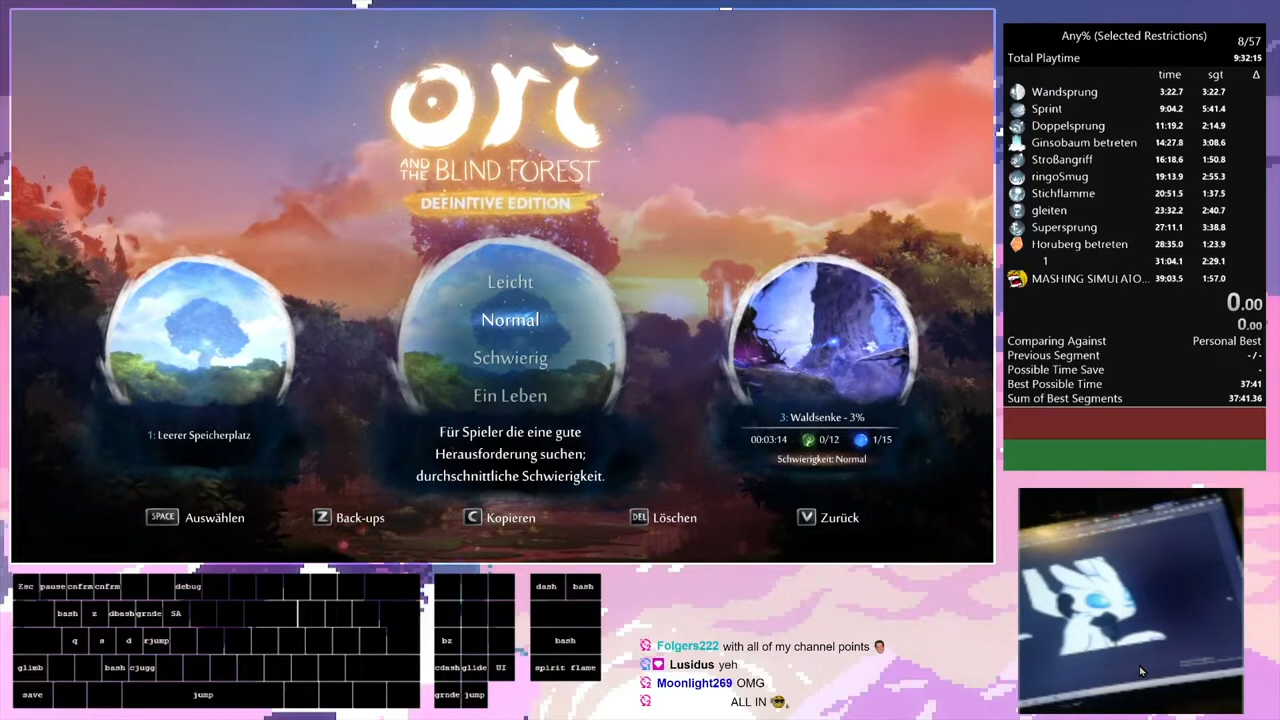 ori
AND THE BLIND FOREST
DEFINITIVE EDITION
Leicht
Normal
Schwierig
Ein Leben
Für Spieler die eine gute
Herausforderung suchen;
durchschnittliche Schwierigkeit.
1: Leerer Speicherplatz
3: Waldsenke - 3%
00:03:14 0/12 1/15
Schwierigkeit: Normal
SPACE Auswählen Z Back-ups C Kopieren DEL Löschen V Zurück
Any% (Selected Restrictions) 8/57
Total Playtime 9:32:15
time sgt Δ
Wandsprung 3:22.7 3:22.7
Sprint 9:04.2 5:41.4
Doppelsprung 11:19.2 2:14.9
Ginsobaum betreten 14:27.8 3:08.6
Stroßangriff 16:18.6 1:50.8
ringoSmug 19:13.9 2:55.3
Stichflamme 20:51.5 1:37.5
gleiten 23:32.2 2:40.7
Supersprung 27:11.1 3:38.8
Horuberg betreten 28:35.0 1:23.9
1 31:04.1 2:29.1
MASHING SIMULATO... 39:03.5 1:57.0
0.00
0.00
Comparing Against Personal Best
Previous Segment - / -
Possible Time Save -
Best Possible Time 37:41
Sum of Best Segments 37:41.36
Esc pause cnfrm cnfrm debug dash bash
bash z dbash grnde SA
q s d rjump bz bash
glimb bash cjugg cdash glide UI spirit flame
save jump grnde jump
Folgers222 with all of my channel points
Lusidus yeh
Moonlight269 OMG
ALL IN